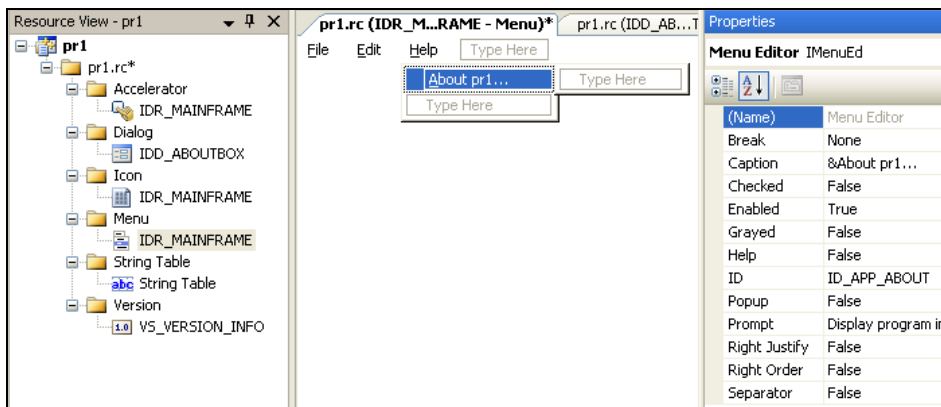 Resource View - pr1
pr1
pr1.rc*
Accelerator
IDR_MAINFRAME
Dialog
IDD_ABOUTBOX
Icon
IDR_MAINFRAME
Menu
IDR_MAINFRAME
String Table
abc String Table
Version
1.0 VS_VERSION_INFO
pr1.rc (IDR_M...RAME - Menu)* pr1.rc (IDD_AB...T
File Edit Help Type Here
About pr1... Type Here
Type Here
Properties
Menu Editor IMenuEd
(Name) Menu Editor
Break None
Caption &About pr1...
Checked False
Enabled True
Grayed False
Help False
ID ID_APP_ABOUT
Popup False
Prompt Display program in
Right Justify False
Right Order False
Separator False